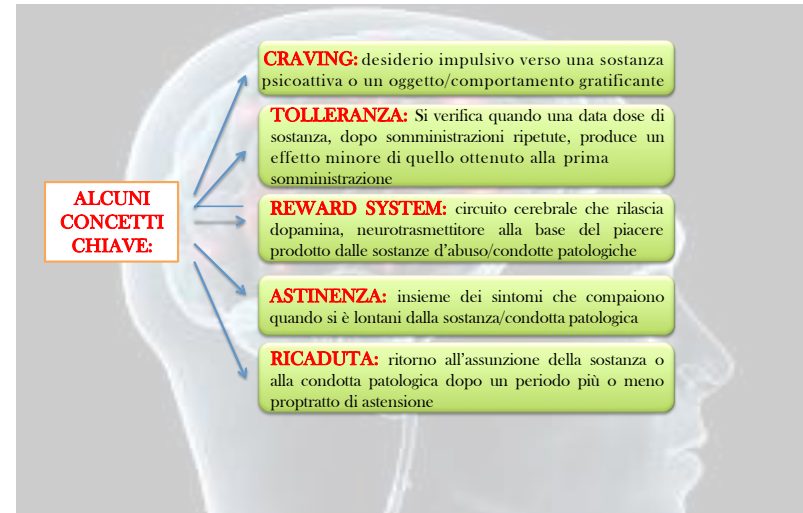 ALCUNI
CONCETTI
CHIAVE:
CRAVING: desiderio impulsivo verso una sostanza
psicoattiva o un oggetto/comportamento gratificante
TOLLERANZA: Si verifica quando una data dose di
sostanza, dopo somministrazioni ripetute, produce un
effetto minore di quello ottenuto alla prima
somministrazione
REWARD SYSTEM: circuito cerebrale che rilascia
dopamina, neurotrasmettitore alla base del piacere
prodotto dalle sostanze d’abuso/condotte patologiche
ASTINENZA: insieme dei sintomi che compaiono
quando si è lontani dalla sostanza/condotta patologica
RICADUTA: ritorno all’assunzione della sostanza o
alla condotta patologica dopo un periodo più o meno
proptratto di astensione